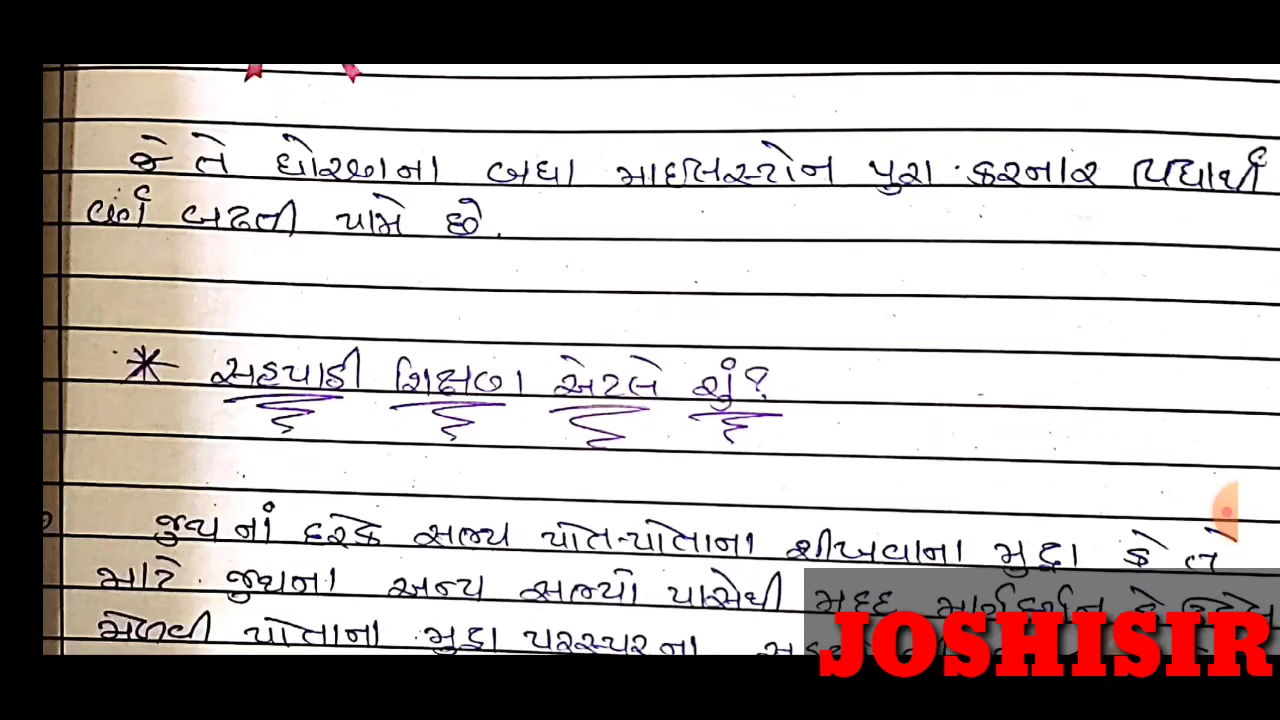 જે તે ધોરણના બધા માઇલસ્ટોન પુરા કરનાર વિદ્યાર્થી
વર્ગ બઢતી પામે છે.
* સહપાઠી શિક્ષણ એટલે શું?
જુથનાં દરેક સભ્ય પોત-પોતાના શીખવાના મુદ્દા કે તે
માટે જુથના અન્ય સભ્યો પાસેથી મદદ માર્ગદર્શન કે
મેળવી પોતાના મુદ્દા પરસ્પરના
JOSHISIR